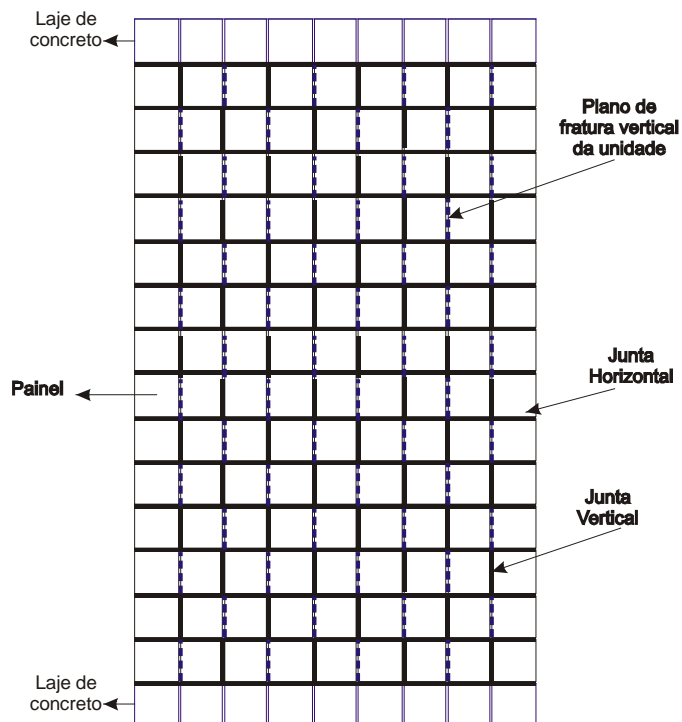 Laje de
concreto
Plano de
fratura vertical
da unidade
Junta
Horizontal
Painel
Junta
Vertical
Laje de
concreto